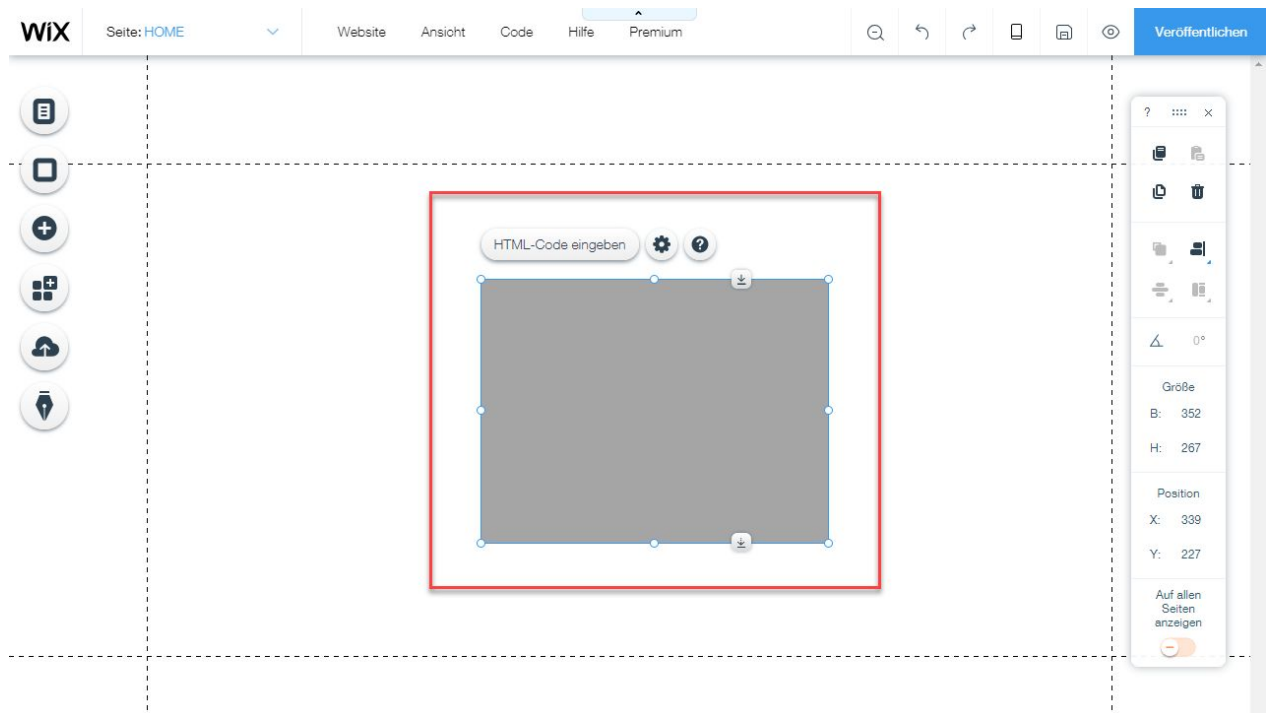 WiX Seite: HOME Website Ansicht Code Hilfe Premium Veröffentlichen
?
HTML-Code eingeben ?
0°
Größe
B: 352
H: 267
Position
X: 339
Y: 227
Auf allen
Seiten
anzeigen